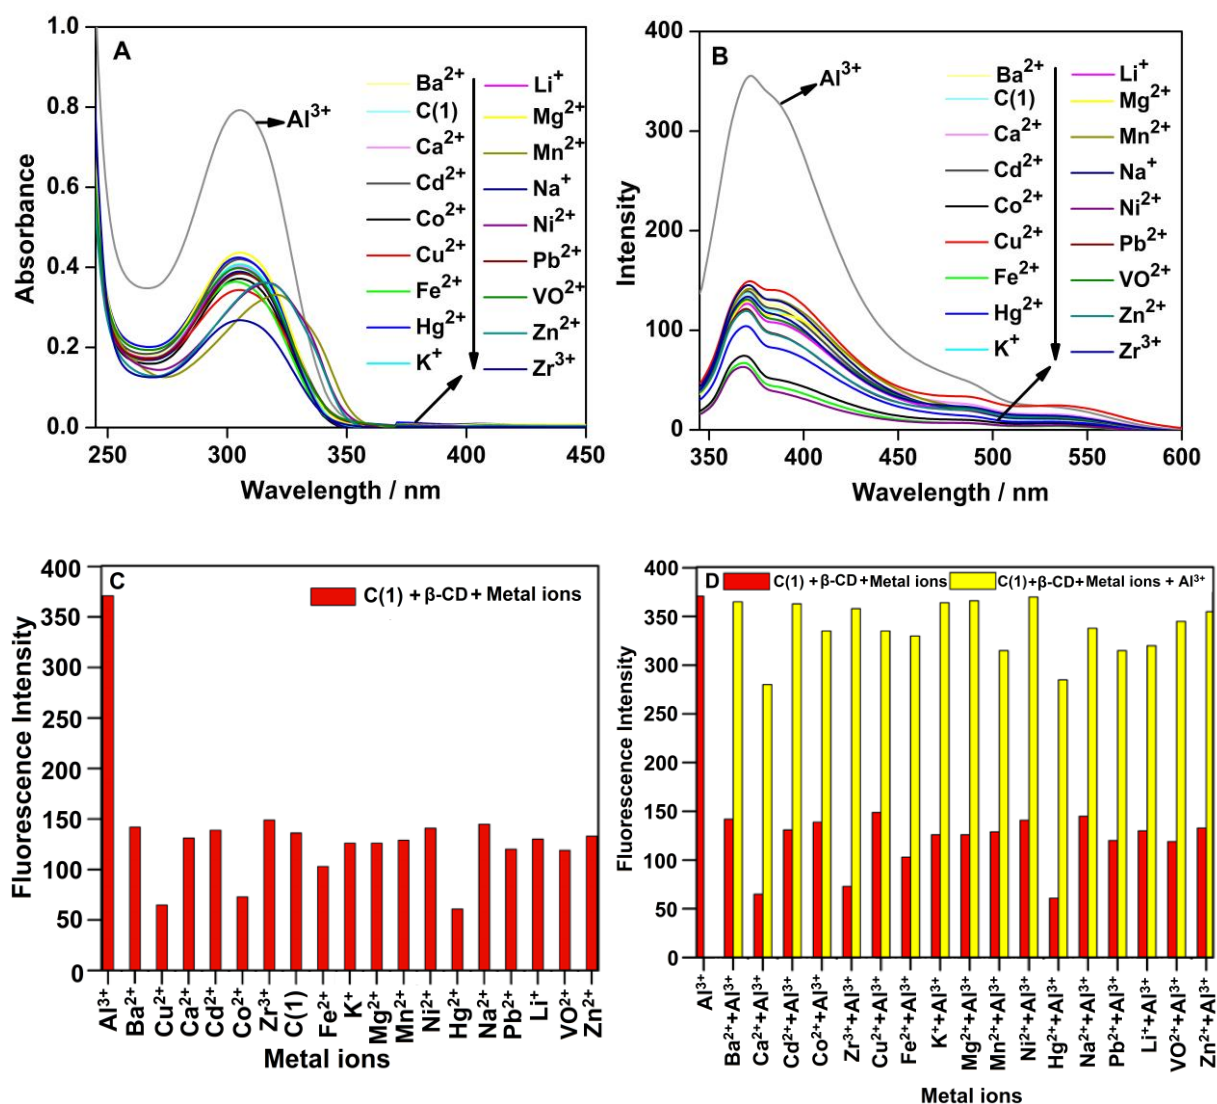 A
1.0
0.8
0.6
0.4
0.2
0.0
Absorbance
Al³⁺
Ba²⁺
C(1)
Ca²⁺
Cd²⁺
Co²⁺
Cu²⁺
Fe²⁺
Hg²⁺
K⁺
Li⁺
Mg²⁺
Mn²⁺
Na⁺
Ni²⁺
Pb²⁺
VO²⁺
Zn²⁺
Zr³⁺
250 300 350 400 450
Wavelength / nm
B
400
300
200
100
0
Intensity
Al³⁺
Ba²⁺
C(1)
Ca²⁺
Cd²⁺
Co²⁺
Cu²⁺
Fe²⁺
Hg²⁺
K⁺
Li⁺
Mg²⁺
Mn²⁺
Na⁺
Ni²⁺
Pb²⁺
VO²⁺
Zn²⁺
Zr³⁺
350 400 450 500 550 600
Wavelength / nm
C
C(1) + β-CD + Metal ions
400
350
300
250
200
150
100
50
0
Fluorescence Intensity
Al³⁺
Ba²⁺
Cu²⁺
Ca²⁺
Cd²⁺
Co²⁺
Zr³⁺
C(1)
Fe²⁺
K⁺
Mg²⁺
Mn²⁺
Ni²⁺
Hg²⁺
Na²⁺
Pb²⁺
Li⁺
VO²⁺
Zn²⁺
Metal ions
D
C(1) + β-CD+Metal ions
C(1)+β-CD+Metal ions + Al³⁺
400
350
300
250
200
150
100
50
0
Fluorescence Intensity
Al³⁺
Ba²⁺+Al³⁺
Ca²⁺+Al³⁺
Cd²⁺+Al³⁺
Co²⁺+Al³⁺
Zr³⁺+Al³⁺
Cu²⁺+Al³⁺
Fe²⁺+Al³⁺
K⁺+Al³⁺
Mg²⁺+Al³⁺
Mn²⁺+Al³⁺
Ni²⁺+Al³⁺
Hg²⁺+Al³⁺
Na²⁺+Al³⁺
Pb²⁺+Al³⁺
Li⁺+Al³⁺
VO²⁺+Al³⁺
Zn²⁺+Al³⁺
Metal ions